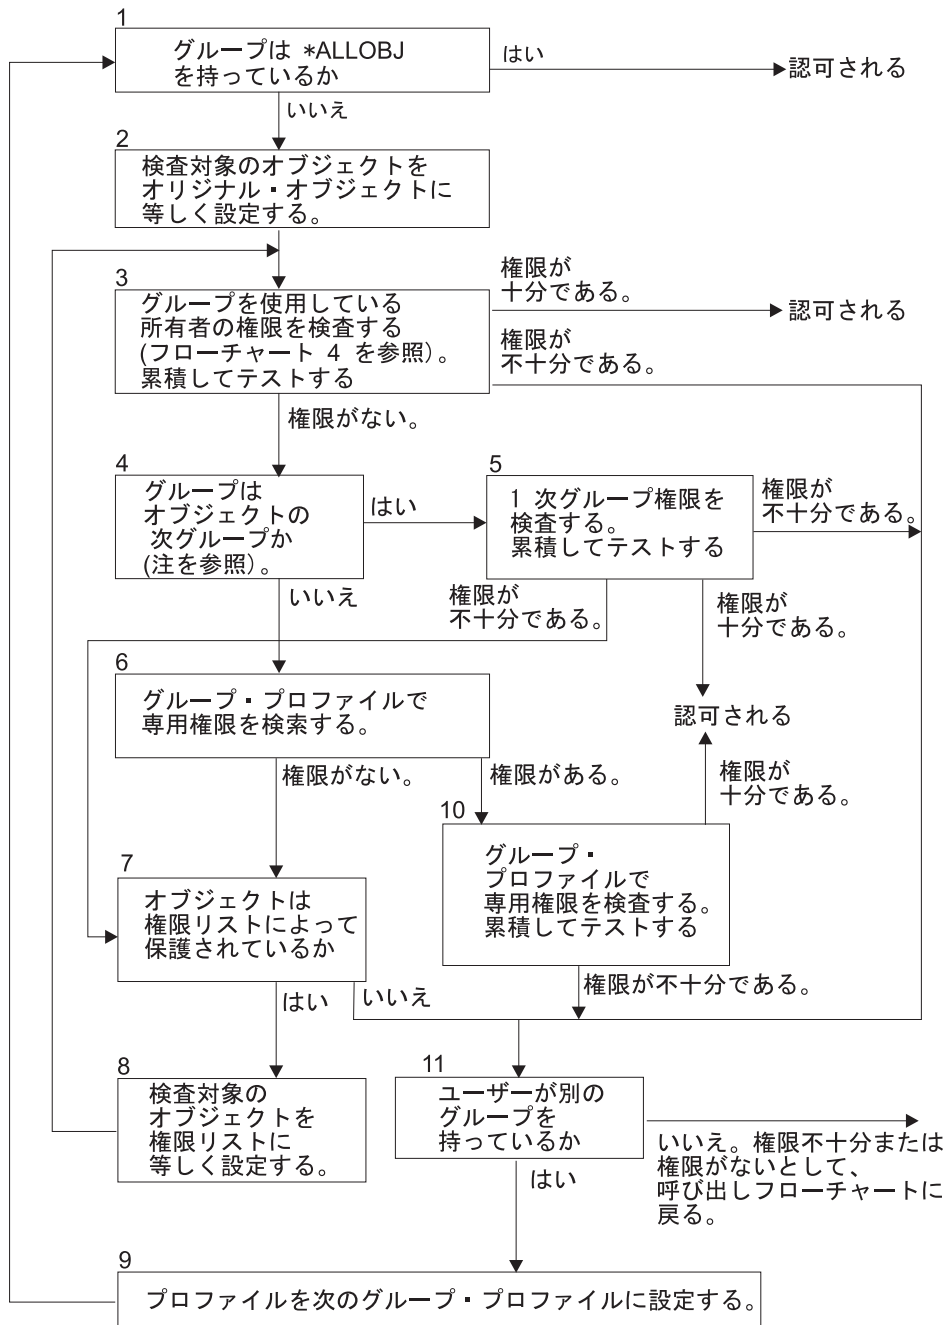 1
グループは *ALLOBJ
を持っているか
はい
認可される
いいえ
2
検査対象のオブジェクトを
オリジナル・オブジェクトに
等しく設定する。
3
グループを使用している
所有者の権限を検査する
(フローチャート 4 を参照)。
累積してテストする
権限が
十分である。
認可される
権限が
不十分である。
権限がない。
4
グループは
オブジェクトの
次グループか
(注を参照)。
はい
5
1 次グループ権限を
検査する。
累積してテストする
権限が
不十分である。
いいえ
権限が
不十分である。
権限が
十分である。
認可される
6
グループ・プロファイルで
専用権限を検索する。
権限がない。
権限がある。
権限が
十分である。
10
グループ・
プロファイルで
専用権限を検査する。
累積してテストする
7
オブジェクトは
権限リストによって
保護されているか
はい
いいえ
権限が不十分である。
8
検査対象の
オブジェクトを
権限リストに
等しく設定する。
11
ユーザーが別の
グループを
持っているか
はい
いいえ。権限不十分または
権限がないとして、
呼び出しフローチャートに
戻る。
9
プロファイルを次のグループ・プロファイルに設定する。